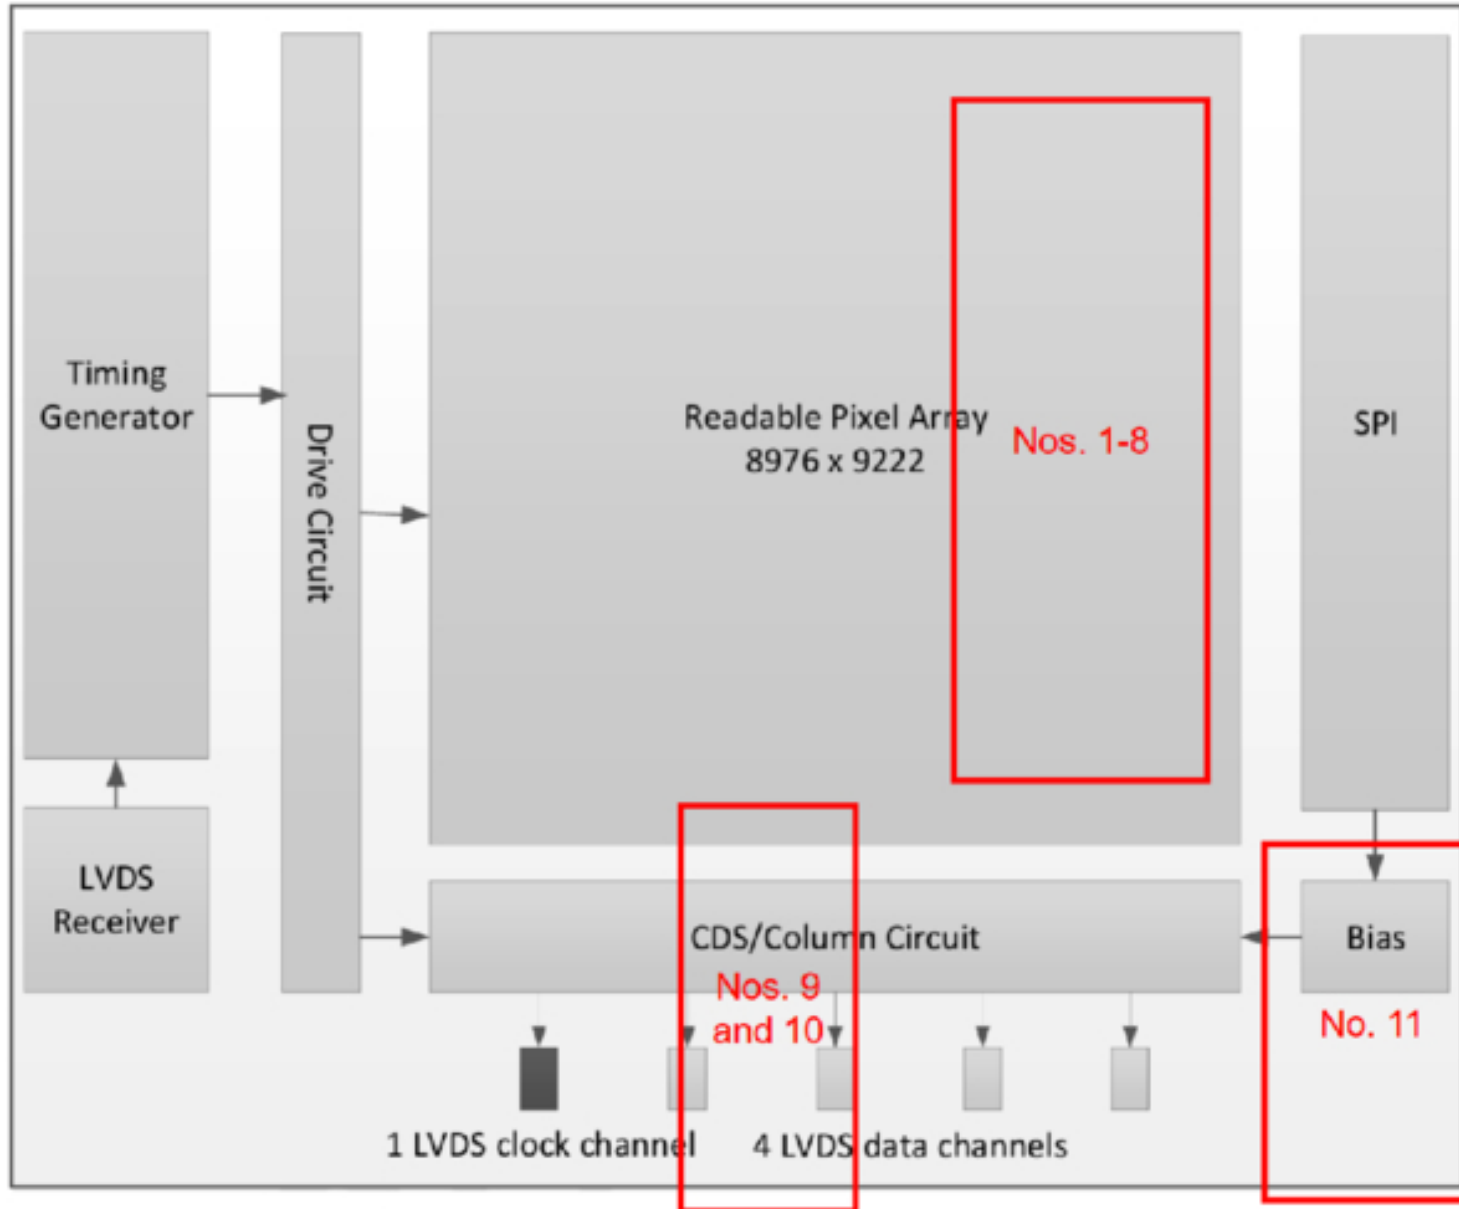 Timing
Generator
Drive Circuit
Readable Pixel Array
8976 x 9222
Nos. 1-8
SPI
LVDS
Receiver
CDS/Column Circuit
Nos. 9
and 10
Bias
No. 11
1 LVDS clock channel
4 LVDS data channels